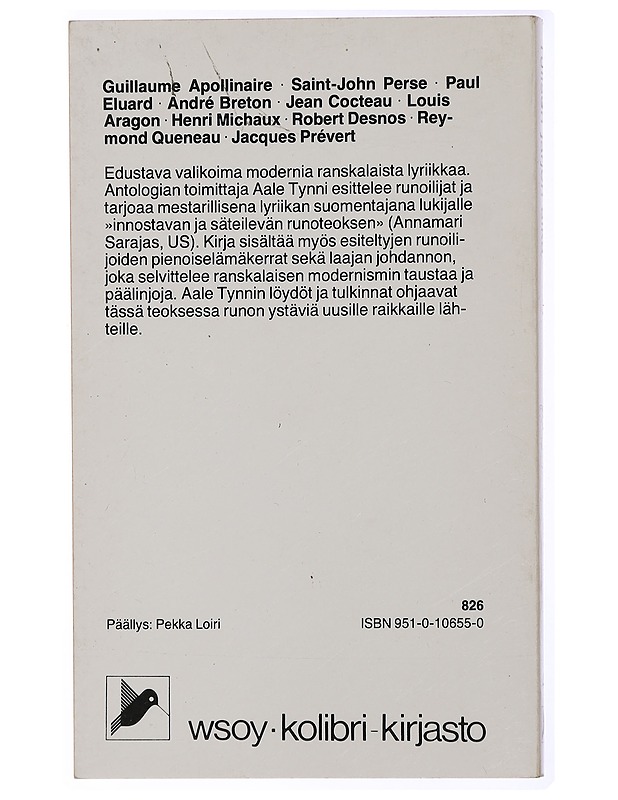 Guillaume Apollinaire · Saint-John Perse · Paul
Eluard · André Breton · Jean Cocteau · Louis
Aragon · Henri Michaux · Robert Desnos · Rey-
mond Queneau · Jacques Prévert
Edustava valikoima modernia ranskalaista lyriikkaa.
Antologian toimittaja Aale Tynni esittelee runoilijat ja
tarjoaa mestarillisena lyriikan suomentajana lukijalle
»innostavan ja säteilevän runoteoksen» (Annamari
Sarajas, US). Kirja sisältää myös esiteltyjen runoili-
joiden pienoiselämäkerrat sekä laajan johdannon,
joka selvittelee ranskalaisen modernismin taustaa ja
päälinjoja. Aale Tynnin löydöt ja tulkinnat ohjaavat
tässä teoksessa runon ystäviä uusille raikkaille läh-
teille.
826
Päällys: Pekka Loiri ISBN 951-0-10655-0
wsoy·kolibri-kirjasto